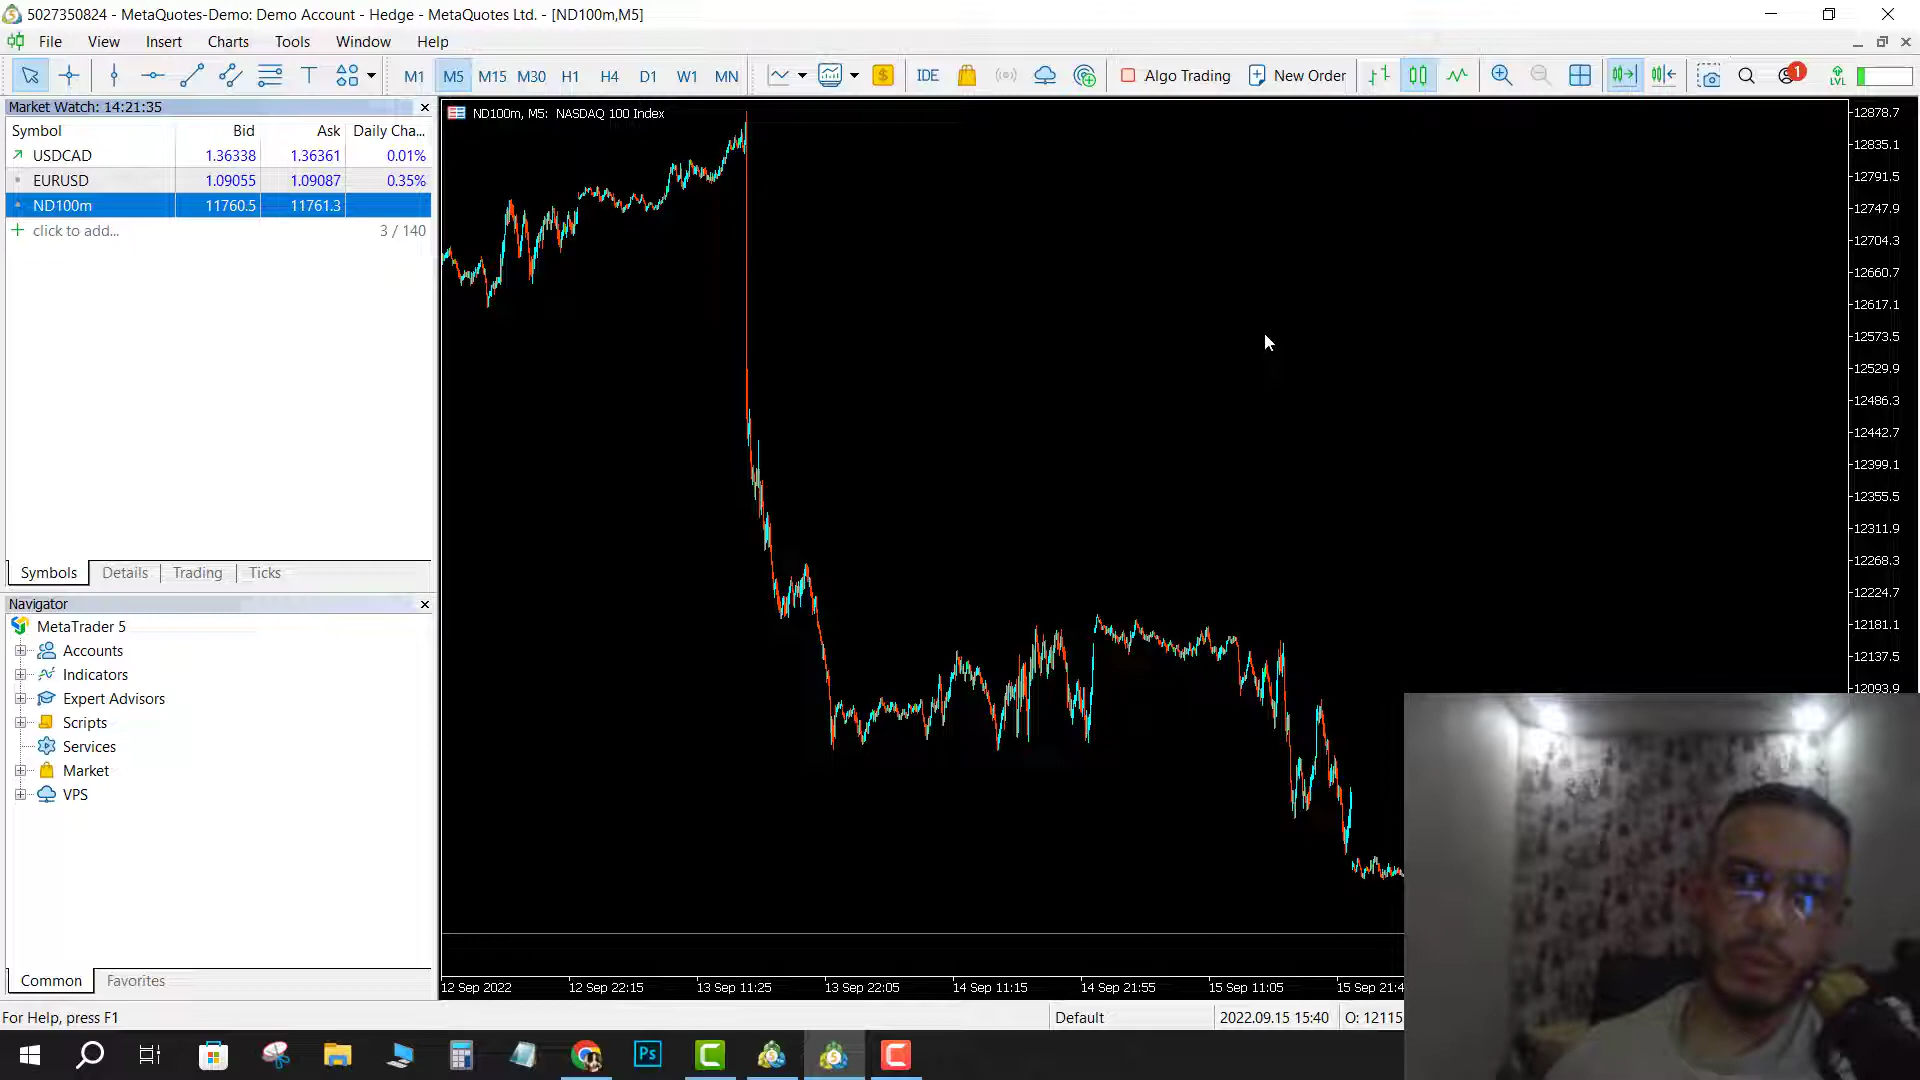 5027350824 - MetaQuotes-Demo: Demo Account - Hedge - MetaQuotes Ltd. - [ND100m,M5]
File View Insert Charts Tools Window Help
M1 M5 M15 M30 H1 H4 D1 W1 MN IDE Algo Trading New Order 1 LVL
Market Watch: 14:21:35
Symbol Bid Ask Daily Cha...
USDCAD 1.36338 1.36361 0.01%
EURUSD 1.09055 1.09087 0.35%
ND100m 11760.5 11761.3
click to add... 3 / 140
Symbols Details Trading Ticks
Navigator
MetaTrader 5
Accounts
Indicators
Expert Advisors
Scripts
Services
Market
VPS
Common Favorites
ND100m, M5: NASDAQ 100 Index
12878.7
12835.1
12791.5
12747.9
12704.3
12660.7
12617.1
12573.5
12529.9
12486.3
12442.7
12399.1
12355.5
12311.9
12268.3
12224.7
12181.1
12137.5
12093.9
12 Sep 2022 12 Sep 22:15 13 Sep 11:25 13 Sep 22:05 14 Sep 11:15 14 Sep 21:55 15 Sep 11:05 15 Sep 21:4
For Help, press F1 Default 2022.09.15 15:40 O: 12115
Ps